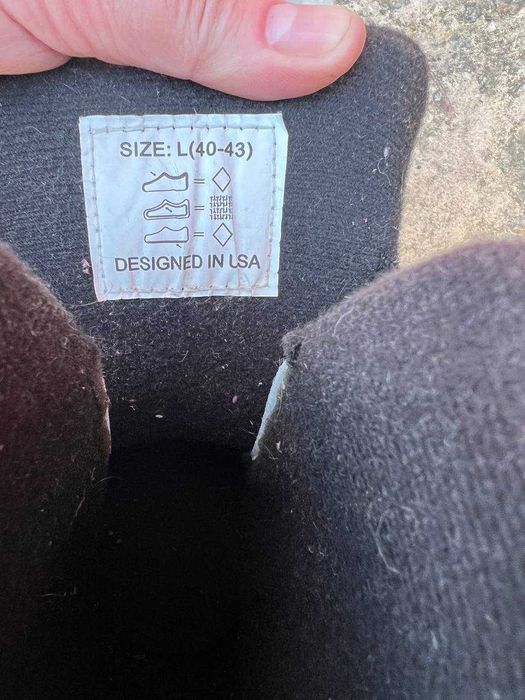 SIZE: L(40-43)
=
=
=
DESIGNED IN USA